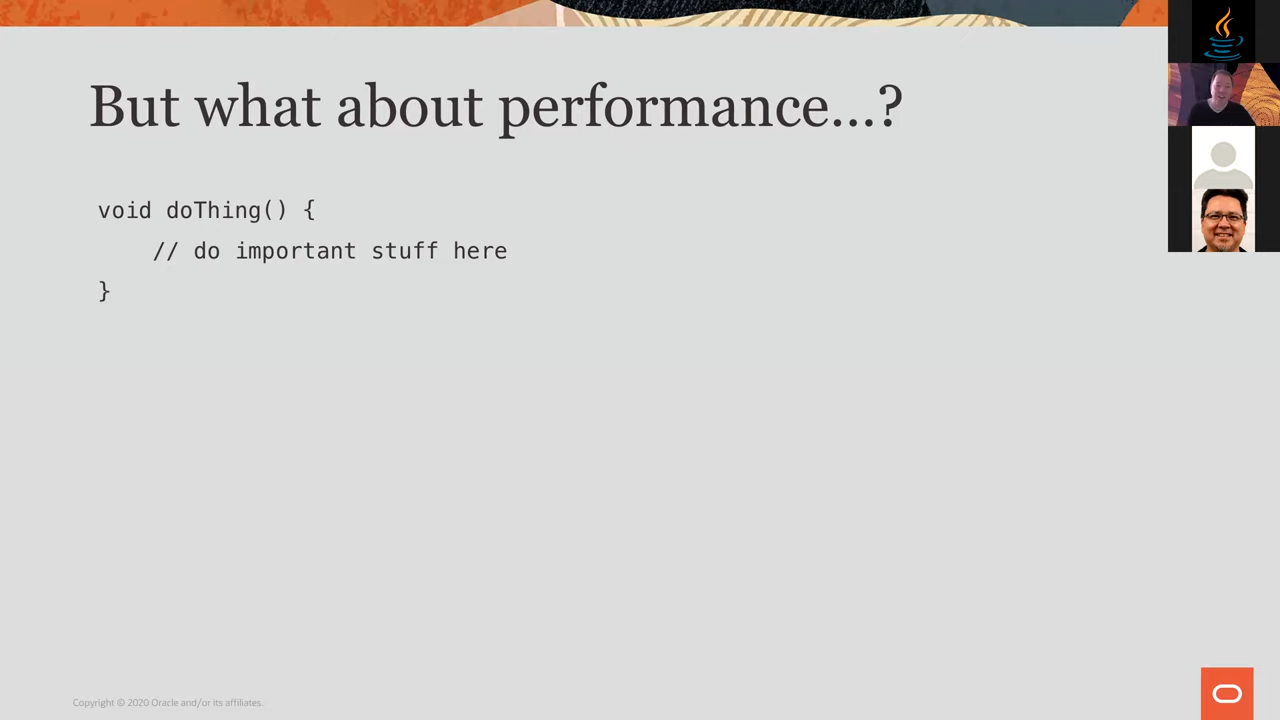 But what about performance...?
void doThing() {
// do important stuff here
}
Copyright © 2020 Oracle and/or its affiliates.